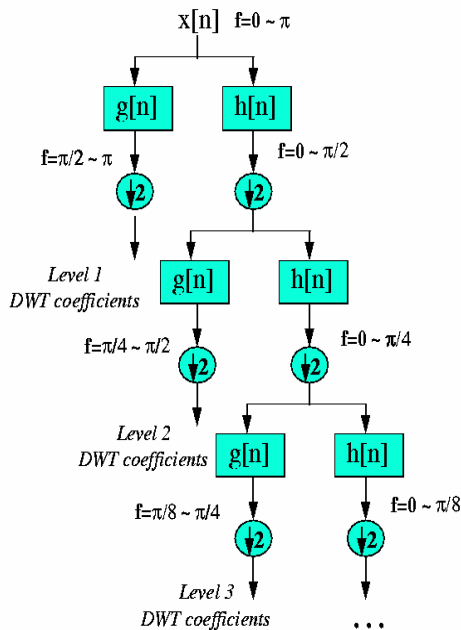 x[n] f=0 ~ π
g[n] h[n]
f=π/2 ~ π f=0 ~ π/2
↓2 ↓2
Level 1
DWT coefficients
g[n] h[n]
f=π/4 ~ π/2 f=0 ~ π/4
↓2 ↓2
Level 2
DWT coefficients
g[n] h[n]
f=π/8 ~ π/4 f=0 ~ π/8
↓2 ↓2
Level 3
DWT coefficients
...